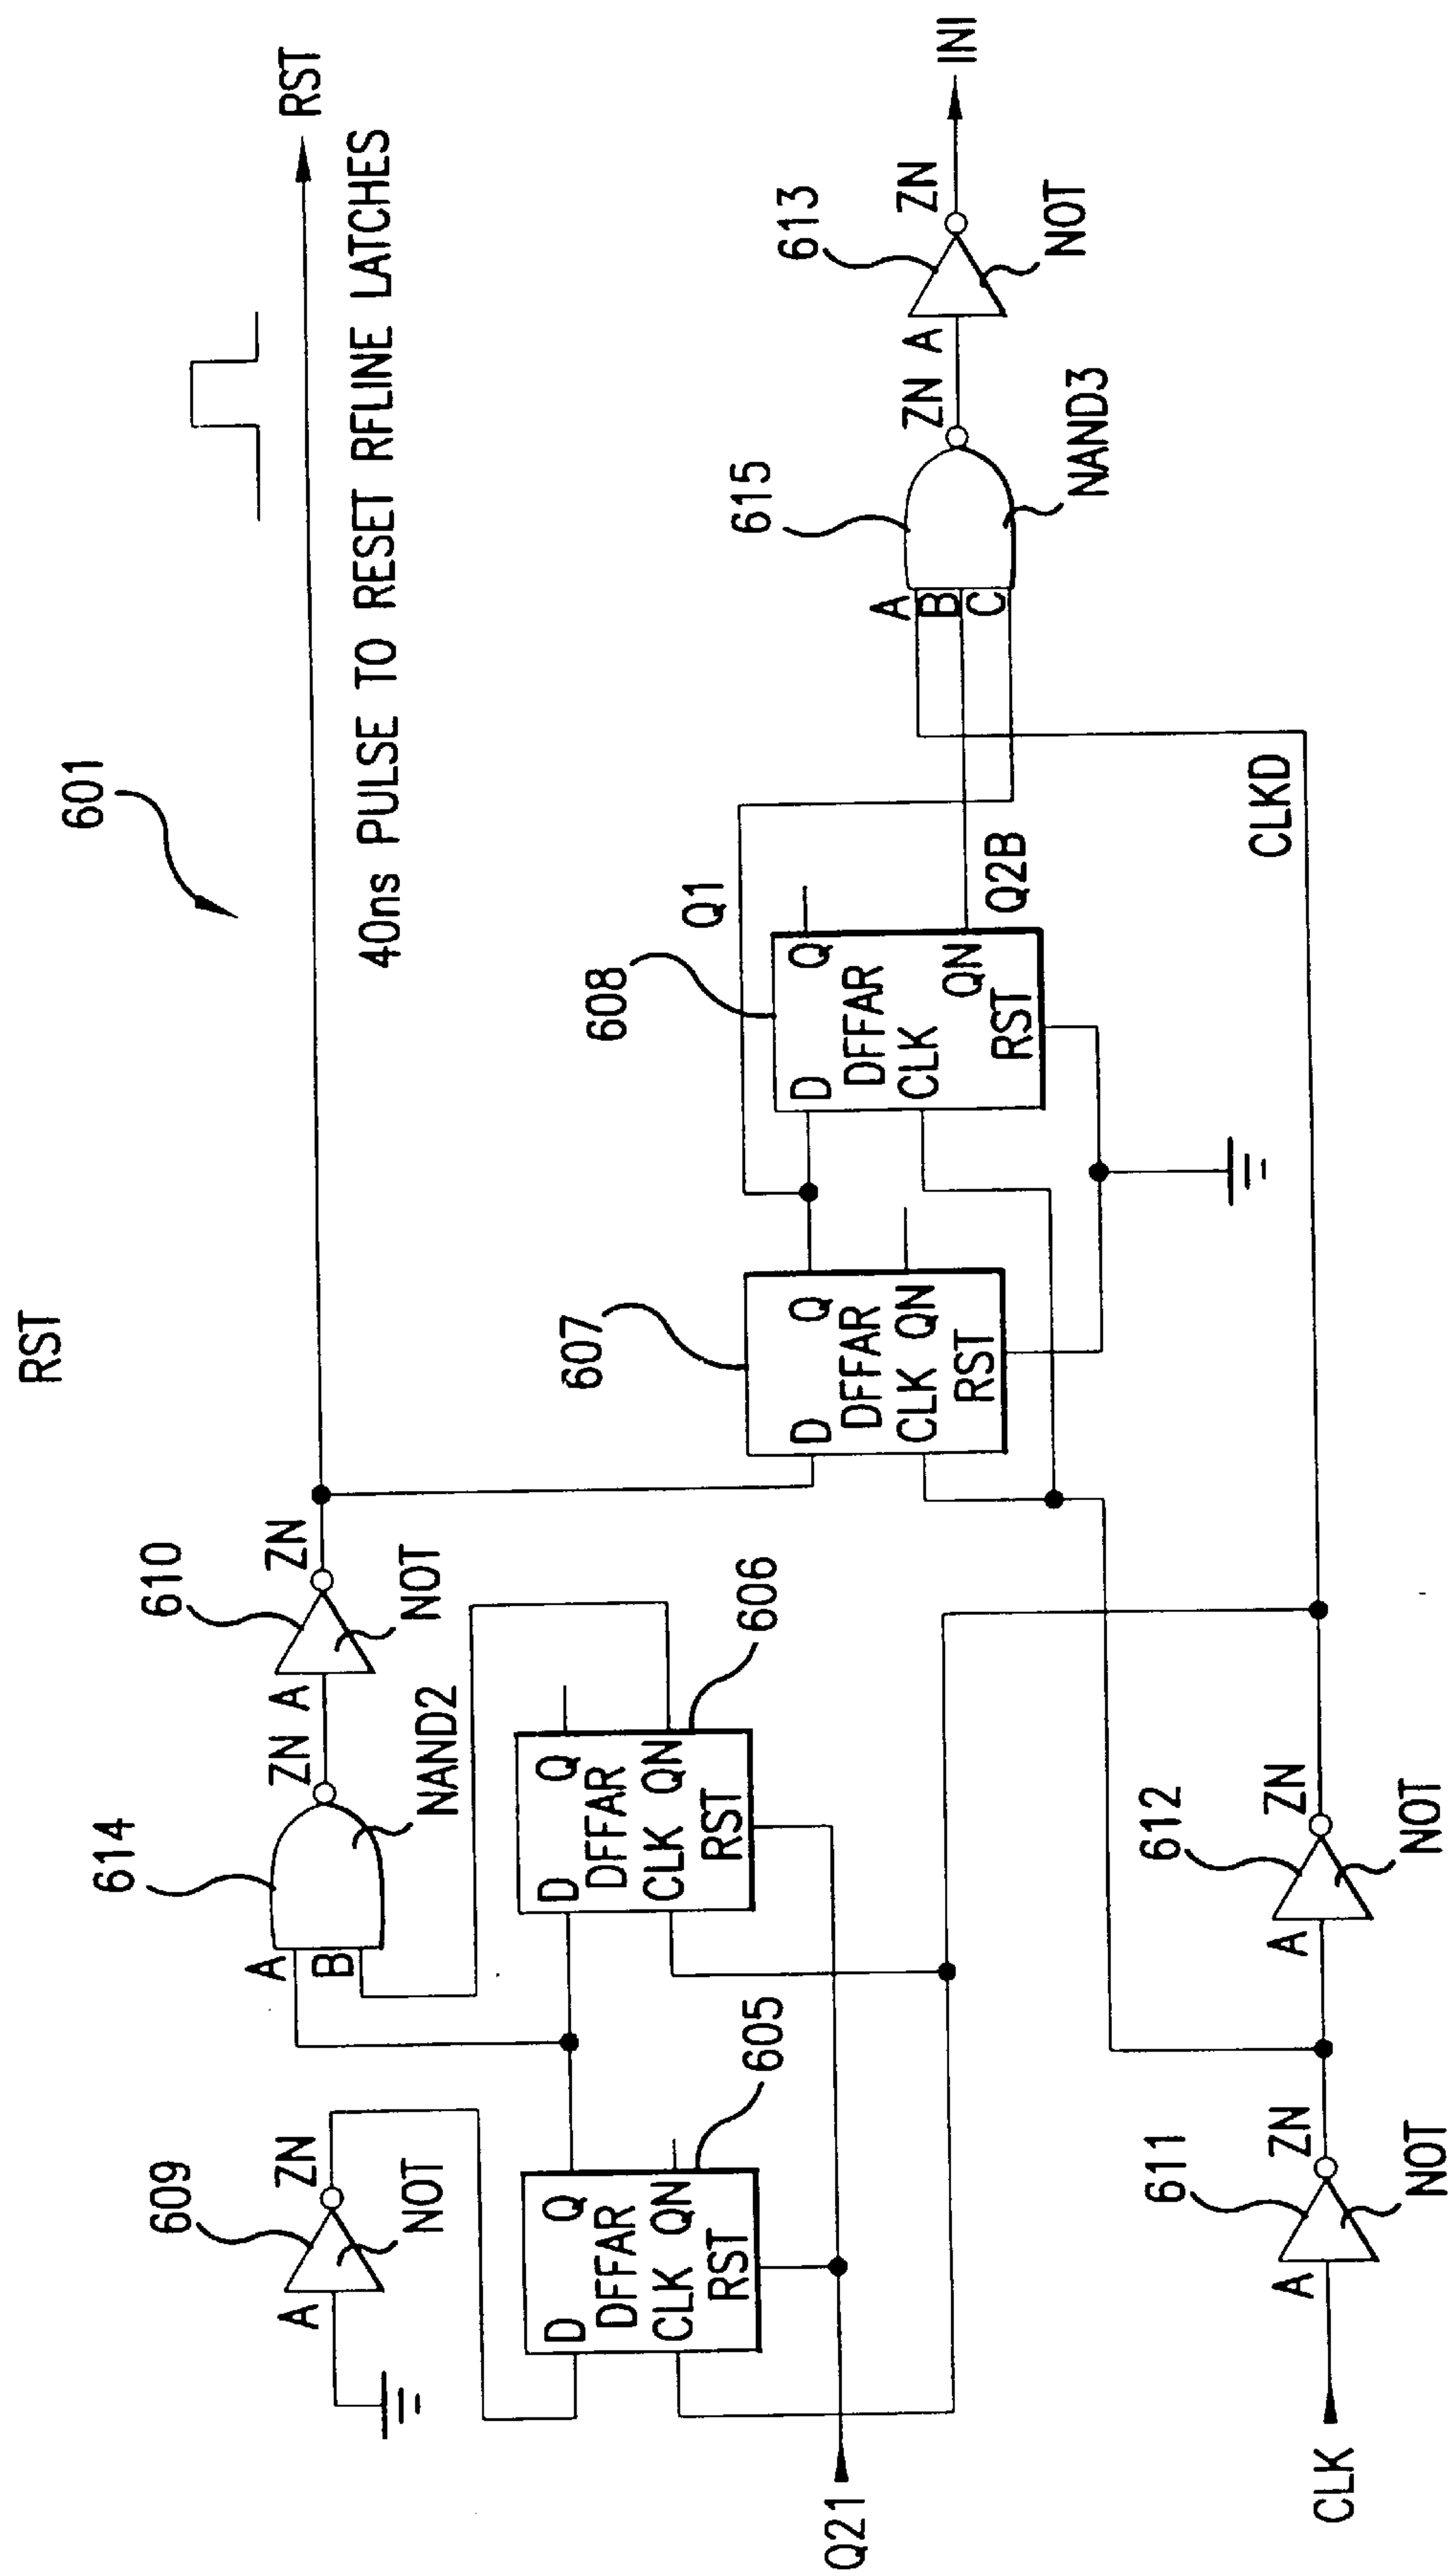 RST
601
RST
40ns PULSE TO RESET RFLINE LATCHES
609
A
ZN
NOT
614
A
B
ZN
NAND2
610
A
ZN
NOT
605
D
Q
DFFAR
CLK QN
RST
606
D
Q
DFFAR
CLK QN
RST
607
D
Q
DFFAR
CLK QN
RST
608
D
Q
DFFAR
CLK
QN
RST
Q1
Q2B
615
A
B
C
ZN
NAND3
613
A
ZN
NOT
INI
Q21
CLK
611
A
ZN
NOT
612
A
ZN
NOT
CLKD